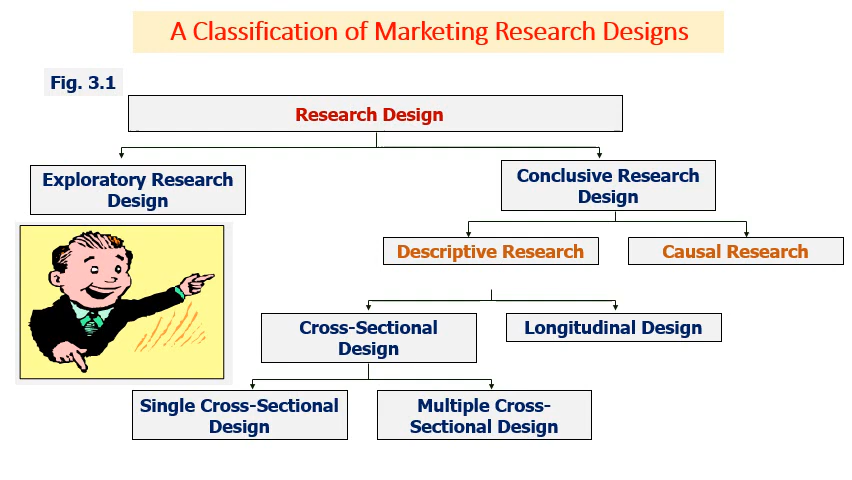 A Classification of Marketing Research Designs
Fig. 3.1
Research Design
Exploratory Research
Design
Conclusive Research
Design
Descriptive Research
Causal Research
Cross-Sectional
Design
Longitudinal Design
Single Cross-Sectional
Design
Multiple Cross-
Sectional Design